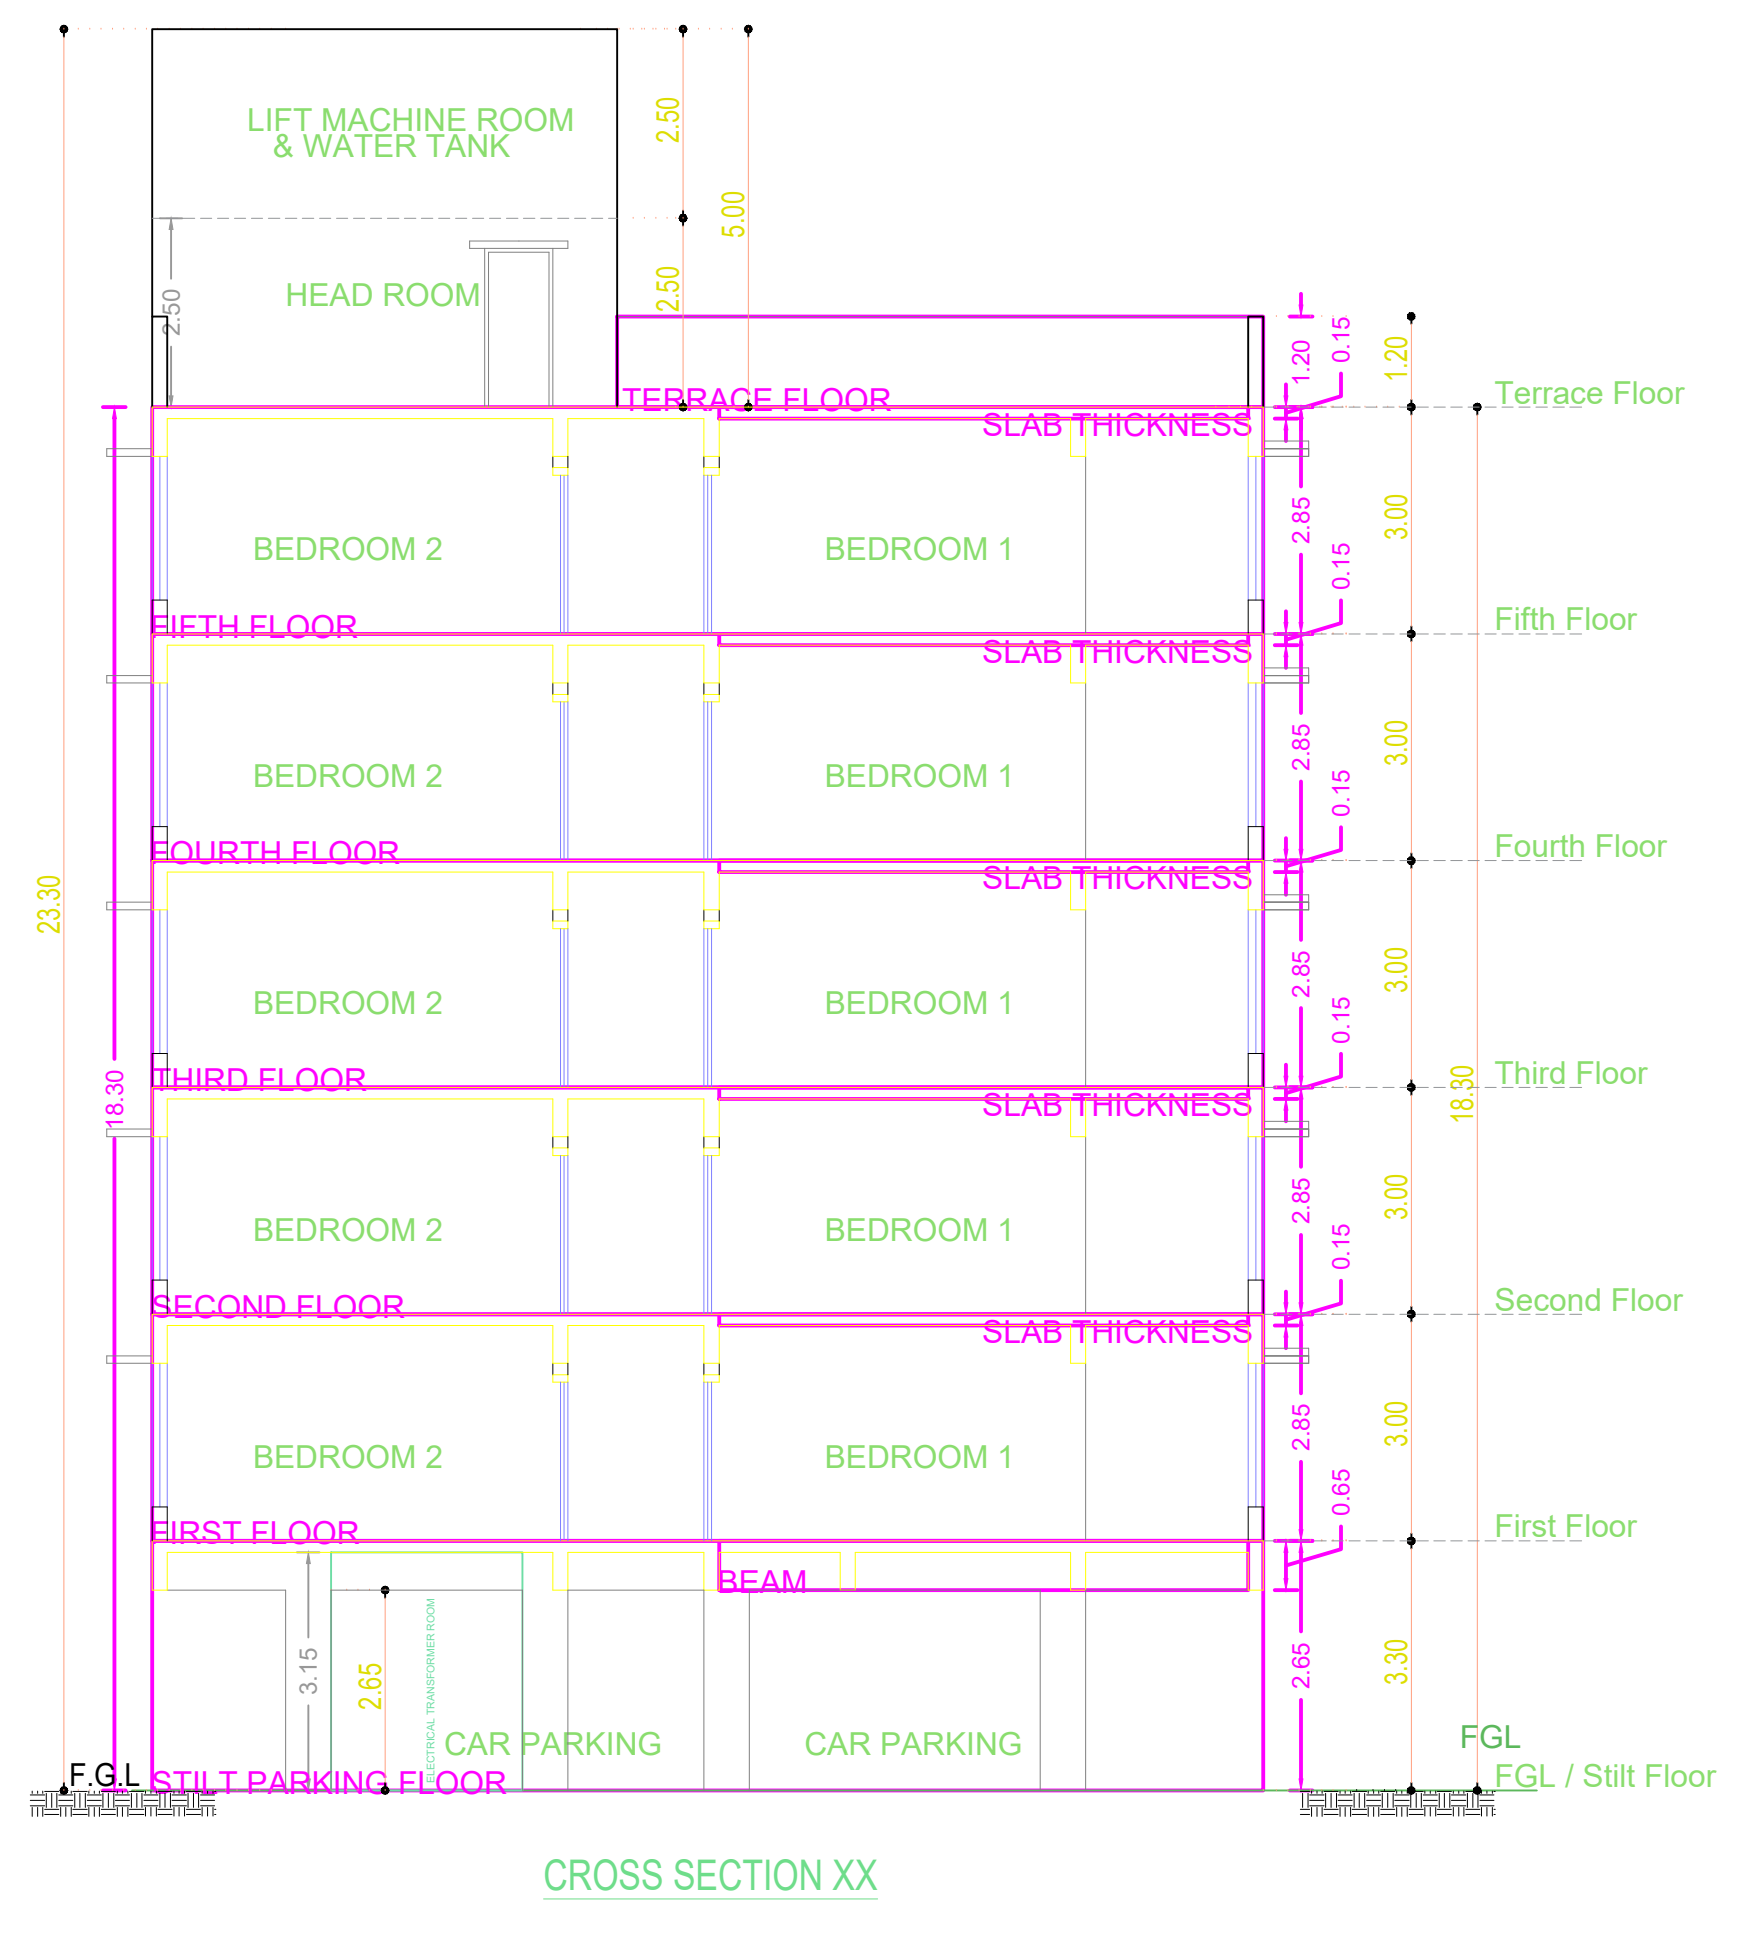 LIFT MACHINE ROOM
& WATER TANK
2.50
5.00
HEAD ROOM
2.50
2.50
1.20
0.15
1.20
TERRACE FLOOR
Terrace Floor
SLAB THICKNESS
BEDROOM 2
BEDROOM 1
2.85
3.00
0.15
FIFTH FLOOR
Fifth Floor
SLAB THICKNESS
BEDROOM 2
BEDROOM 1
2.85
3.00
0.15
FOURTH FLOOR
Fourth Floor
SLAB THICKNESS
23.30
BEDROOM 2
BEDROOM 1
2.85
3.00
0.15
THIRD FLOOR
Third Floor
18.30
18.30
SLAB THICKNESS
BEDROOM 2
BEDROOM 1
2.85
3.00
0.15
SECOND FLOOR
Second Floor
SLAB THICKNESS
BEDROOM 2
BEDROOM 1
2.85
3.00
0.65
FIRST FLOOR
First Floor
BEAM
3.15
2.65
ELECTRICAL TRANSFORMER ROOM
2.65
3.30
CAR PARKING
CAR PARKING
FGL
F.G.L
STILT PARKING FLOOR
FGL / Stilt Floor
CROSS SECTION XX